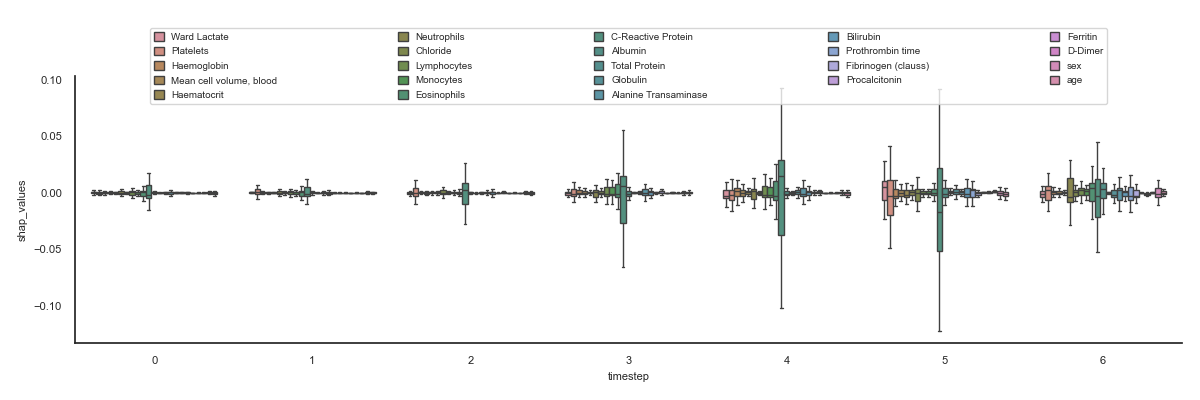 Ward Lactate
Platelets
Haemoglobin
Mean cell volume, blood
Haematocrit
Neutrophils
Chloride
Lymphocytes
Monocytes
Eosinophils
C-Reactive Protein
Albumin
Total Protein
Globulin
Alanine Transaminase
Bilirubin
Prothrombin time
Fibrinogen (clauss)
Procalcitonin
Ferritin
D-Dimer
sex
age
0.10
0.05
0.00
−0.05
−0.10
shap_values
0 1 2 3 4 5 6
timestep